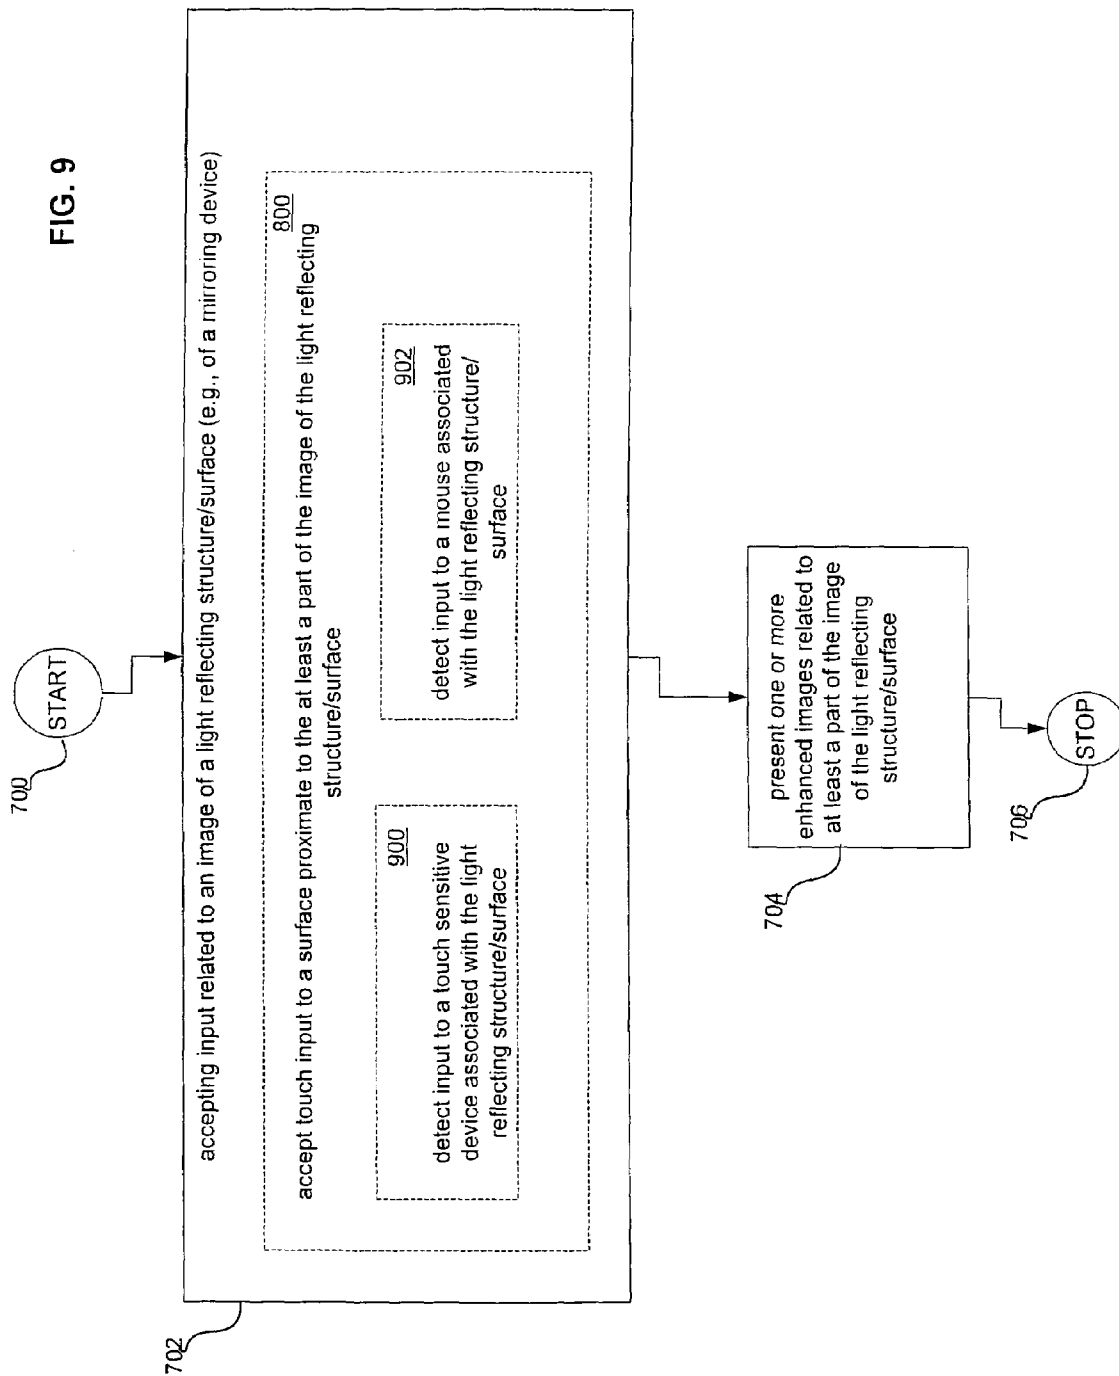 FIG. 9
700
START
702
accepting input related to an image of a light reflecting structure/surface (e.g., of a mirroring device)
800
accept touch input to a surface proximate to the at least a part of the image of the light reflecting
structure/surface
900
detect input to a touch sensitive
device associated with the light
reflecting structure/surface
902
detect input to a mouse associated
with the light reflecting structure/
surface
704
present one or more
enhanced images related to
at least a part of the image
of the light reflecting
structure/surface
706
STOP